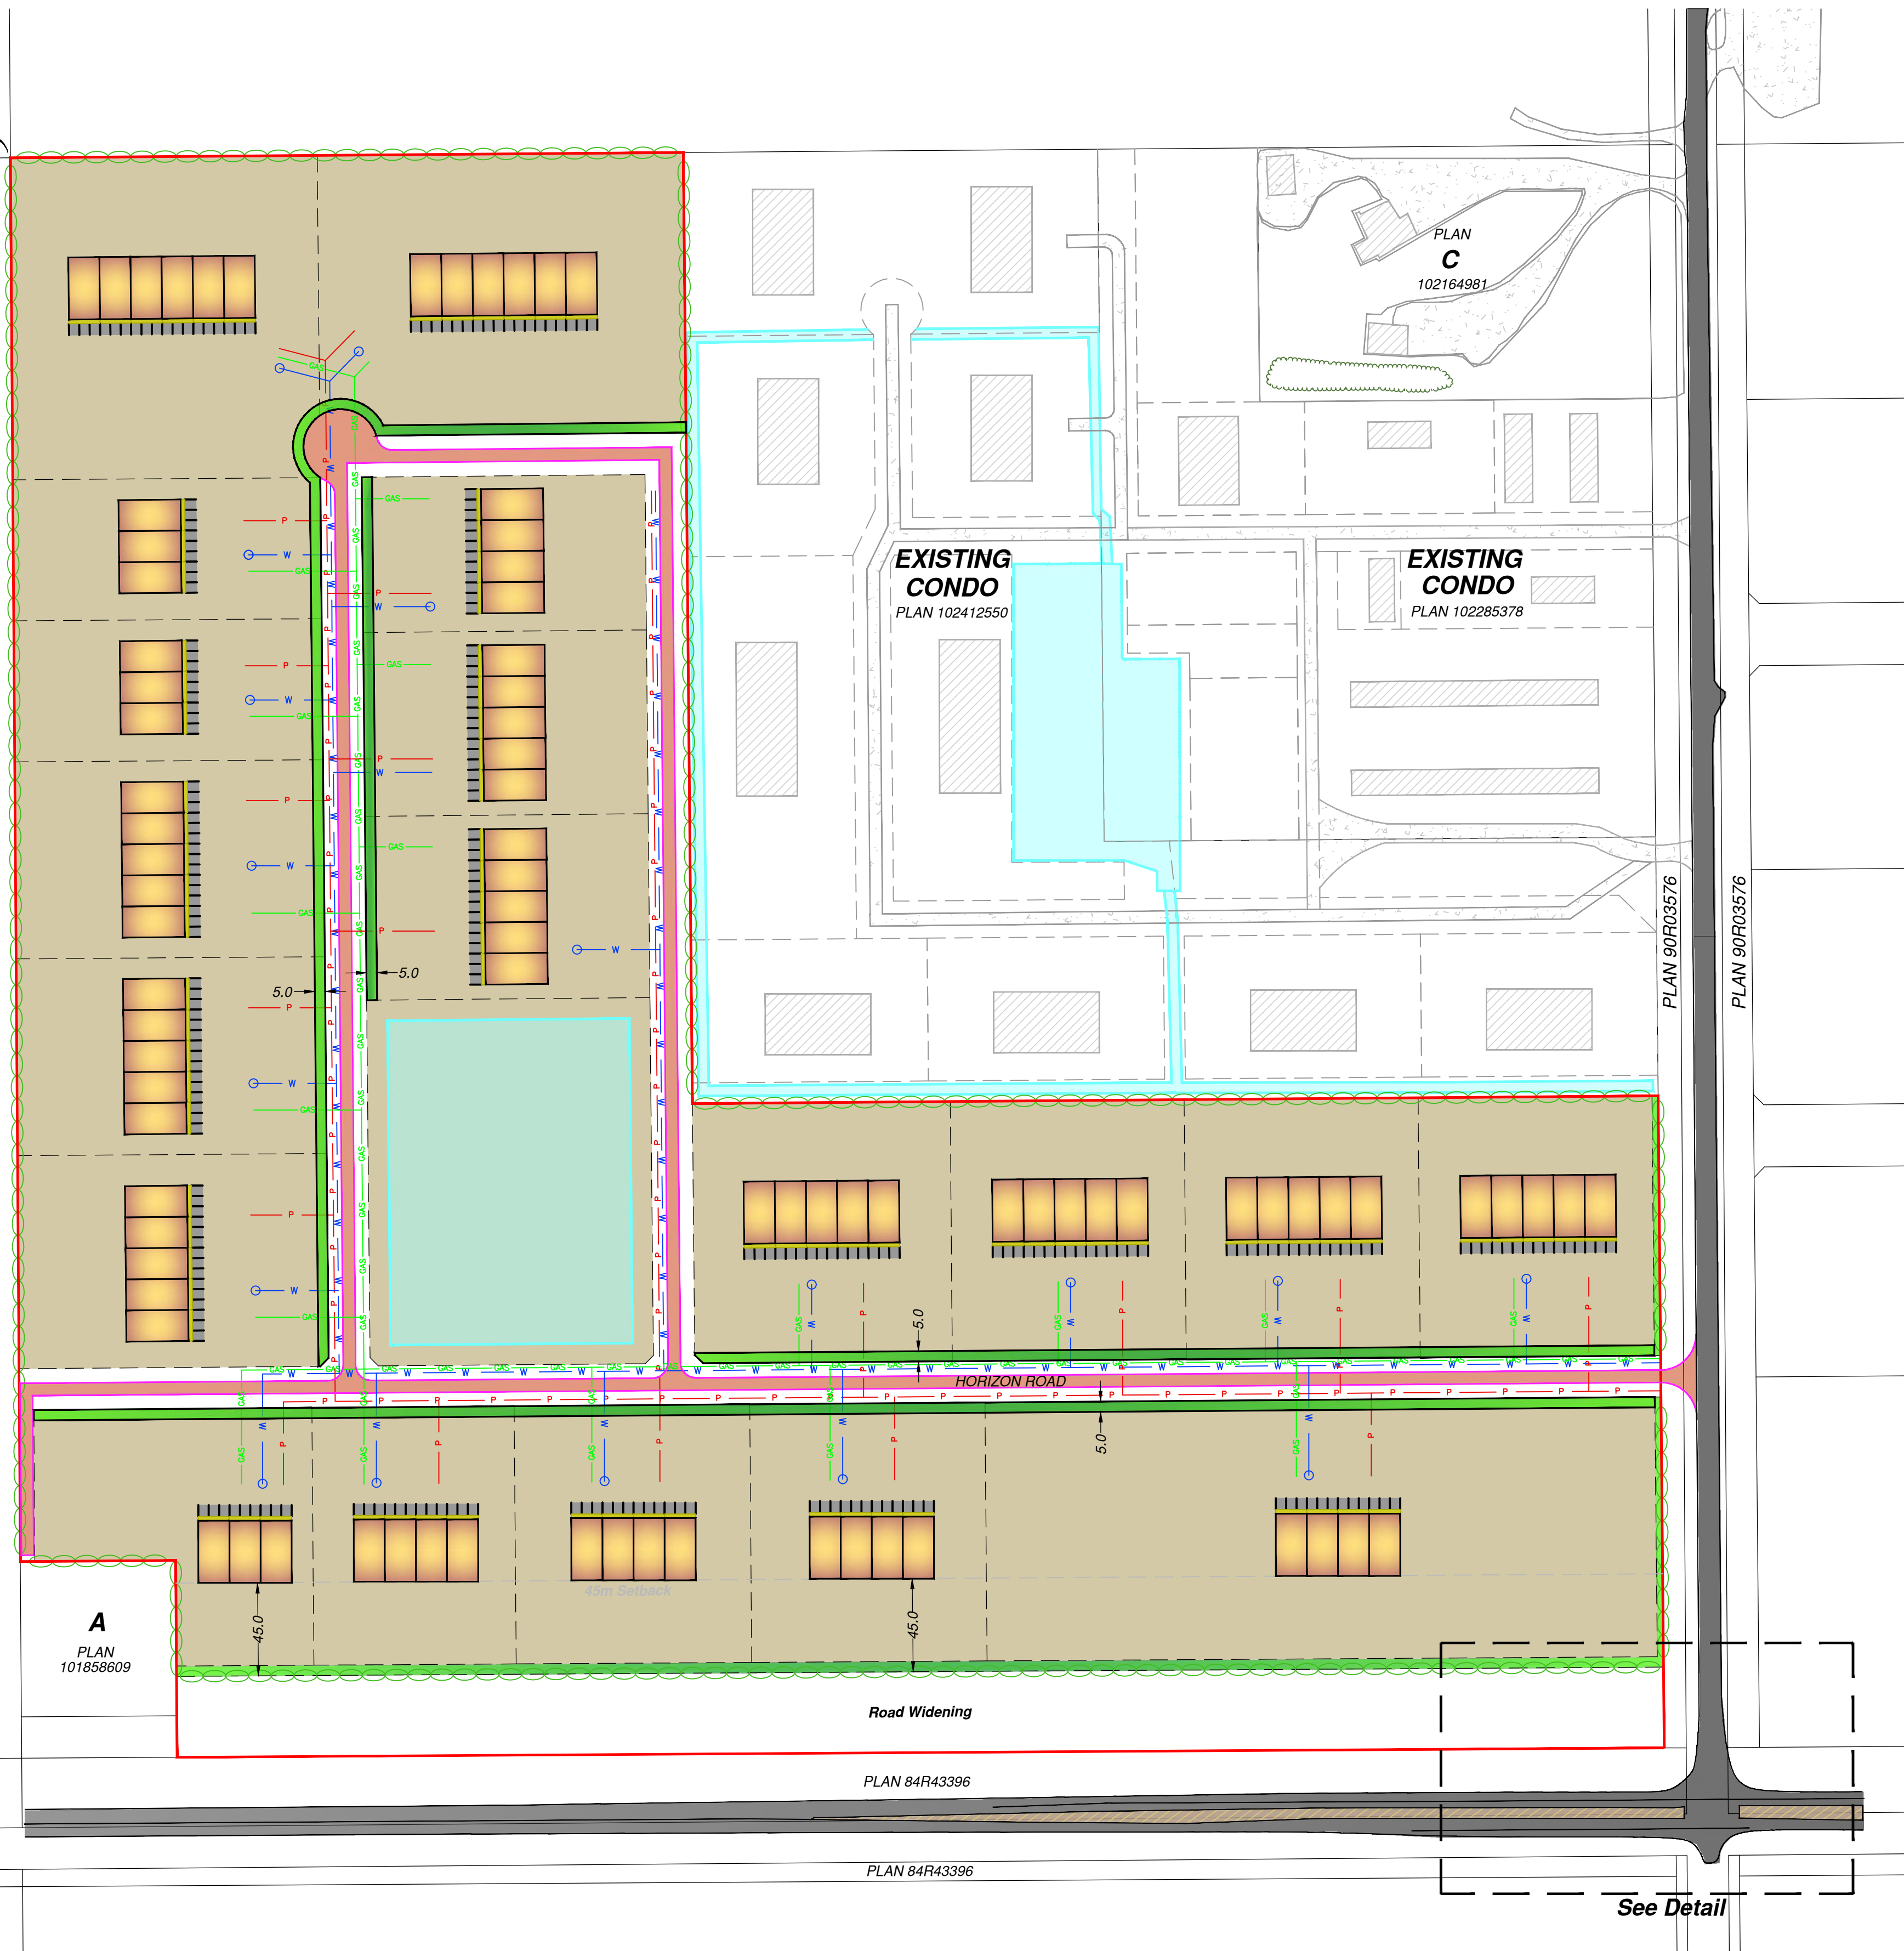 PLAN
C
102164981
EXISTING
CONDO
PLAN 102412550
EXISTING
CONDO
PLAN 102285378
PLAN 90R03576
PLAN 90R03576
5.0
5.0
5.0
HORIZON ROAD
5.0
45m Setback
45.0
45.0
A
PLAN
101858609
Road Widening
PLAN 84R43396
PLAN 84R43396
See Detail
GAS
W
P